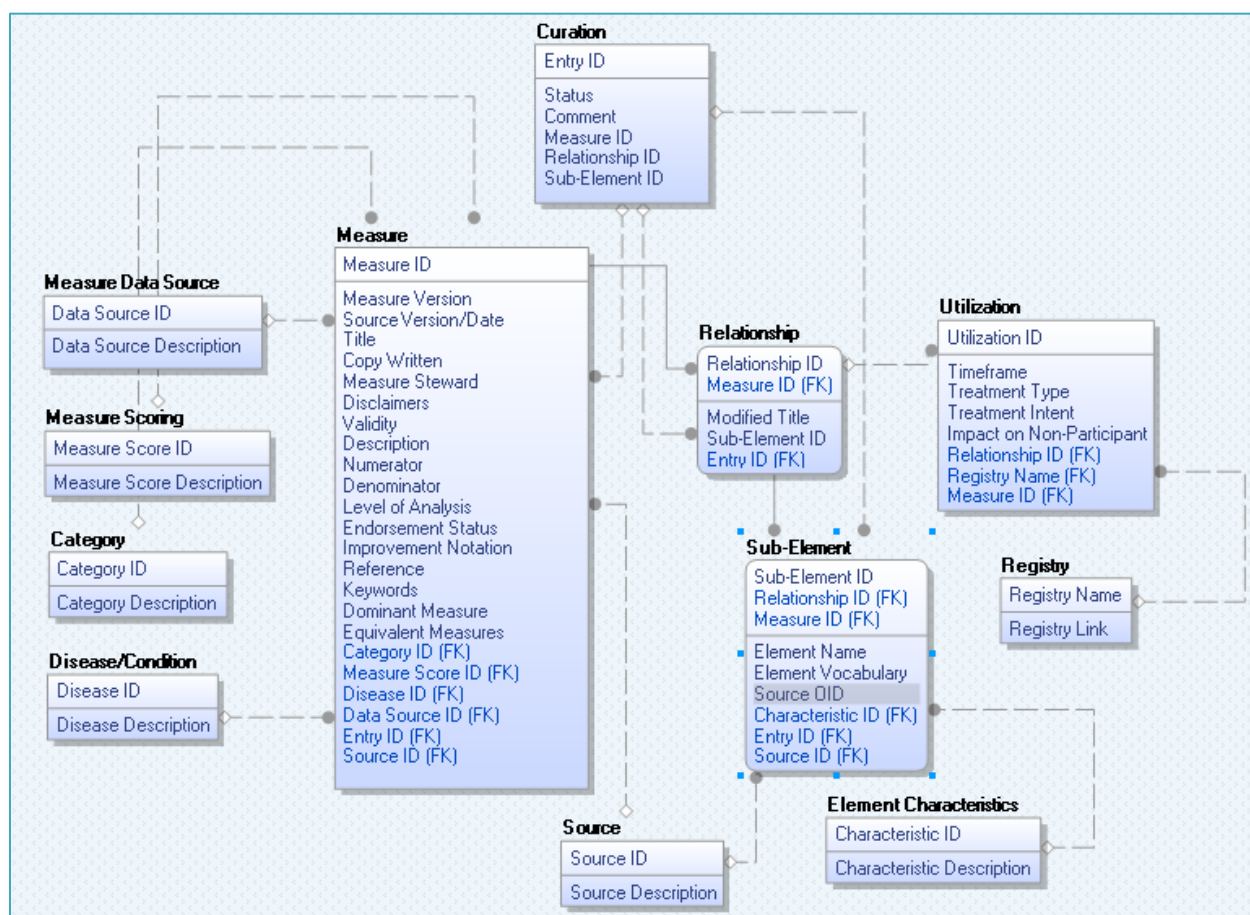 Curation
Entry ID
Status
Comment
Measure ID
Relationship ID
Sub-Element ID
Measure
Measure ID
Measure Version
Source Version/Date
Title
Copy Written
Measure Steward
Disclaimers
Validity
Description
Numerator
Denominator
Level of Analysis
Endorsement Status
Improvement Notation
Reference
Keywords
Dominant Measure
Equivalent Measures
Category ID (FK)
Measure Score ID (FK)
Disease ID (FK)
Data Source ID (FK)
Entry ID (FK)
Source ID (FK)
Measure Data Source
Data Source ID
Data Source Description
Measure Scoring
Measure Score ID
Measure Score Description
Category
Category ID
Category Description
Disease/Condition
Disease ID
Disease Description
Relationship
Relationship ID
Measure ID (FK)
Modified Title
Sub-Element ID
Entry ID (FK)
Utilization
Utilization ID
Timeframe
Treatment Type
Treatment Intent
Impact on Non-Participant
Relationship ID (FK)
Registry Name (FK)
Measure ID (FK)
Sub-Element
Sub-Element ID
Relationship ID (FK)
Measure ID (FK)
Element Name
Element Vocabulary
Source OID
Characteristic ID (FK)
Entry ID (FK)
Source ID (FK)
Registry
Registry Name
Registry Link
Source
Source ID
Source Description
Element Characteristics
Characteristic ID
Characteristic Description